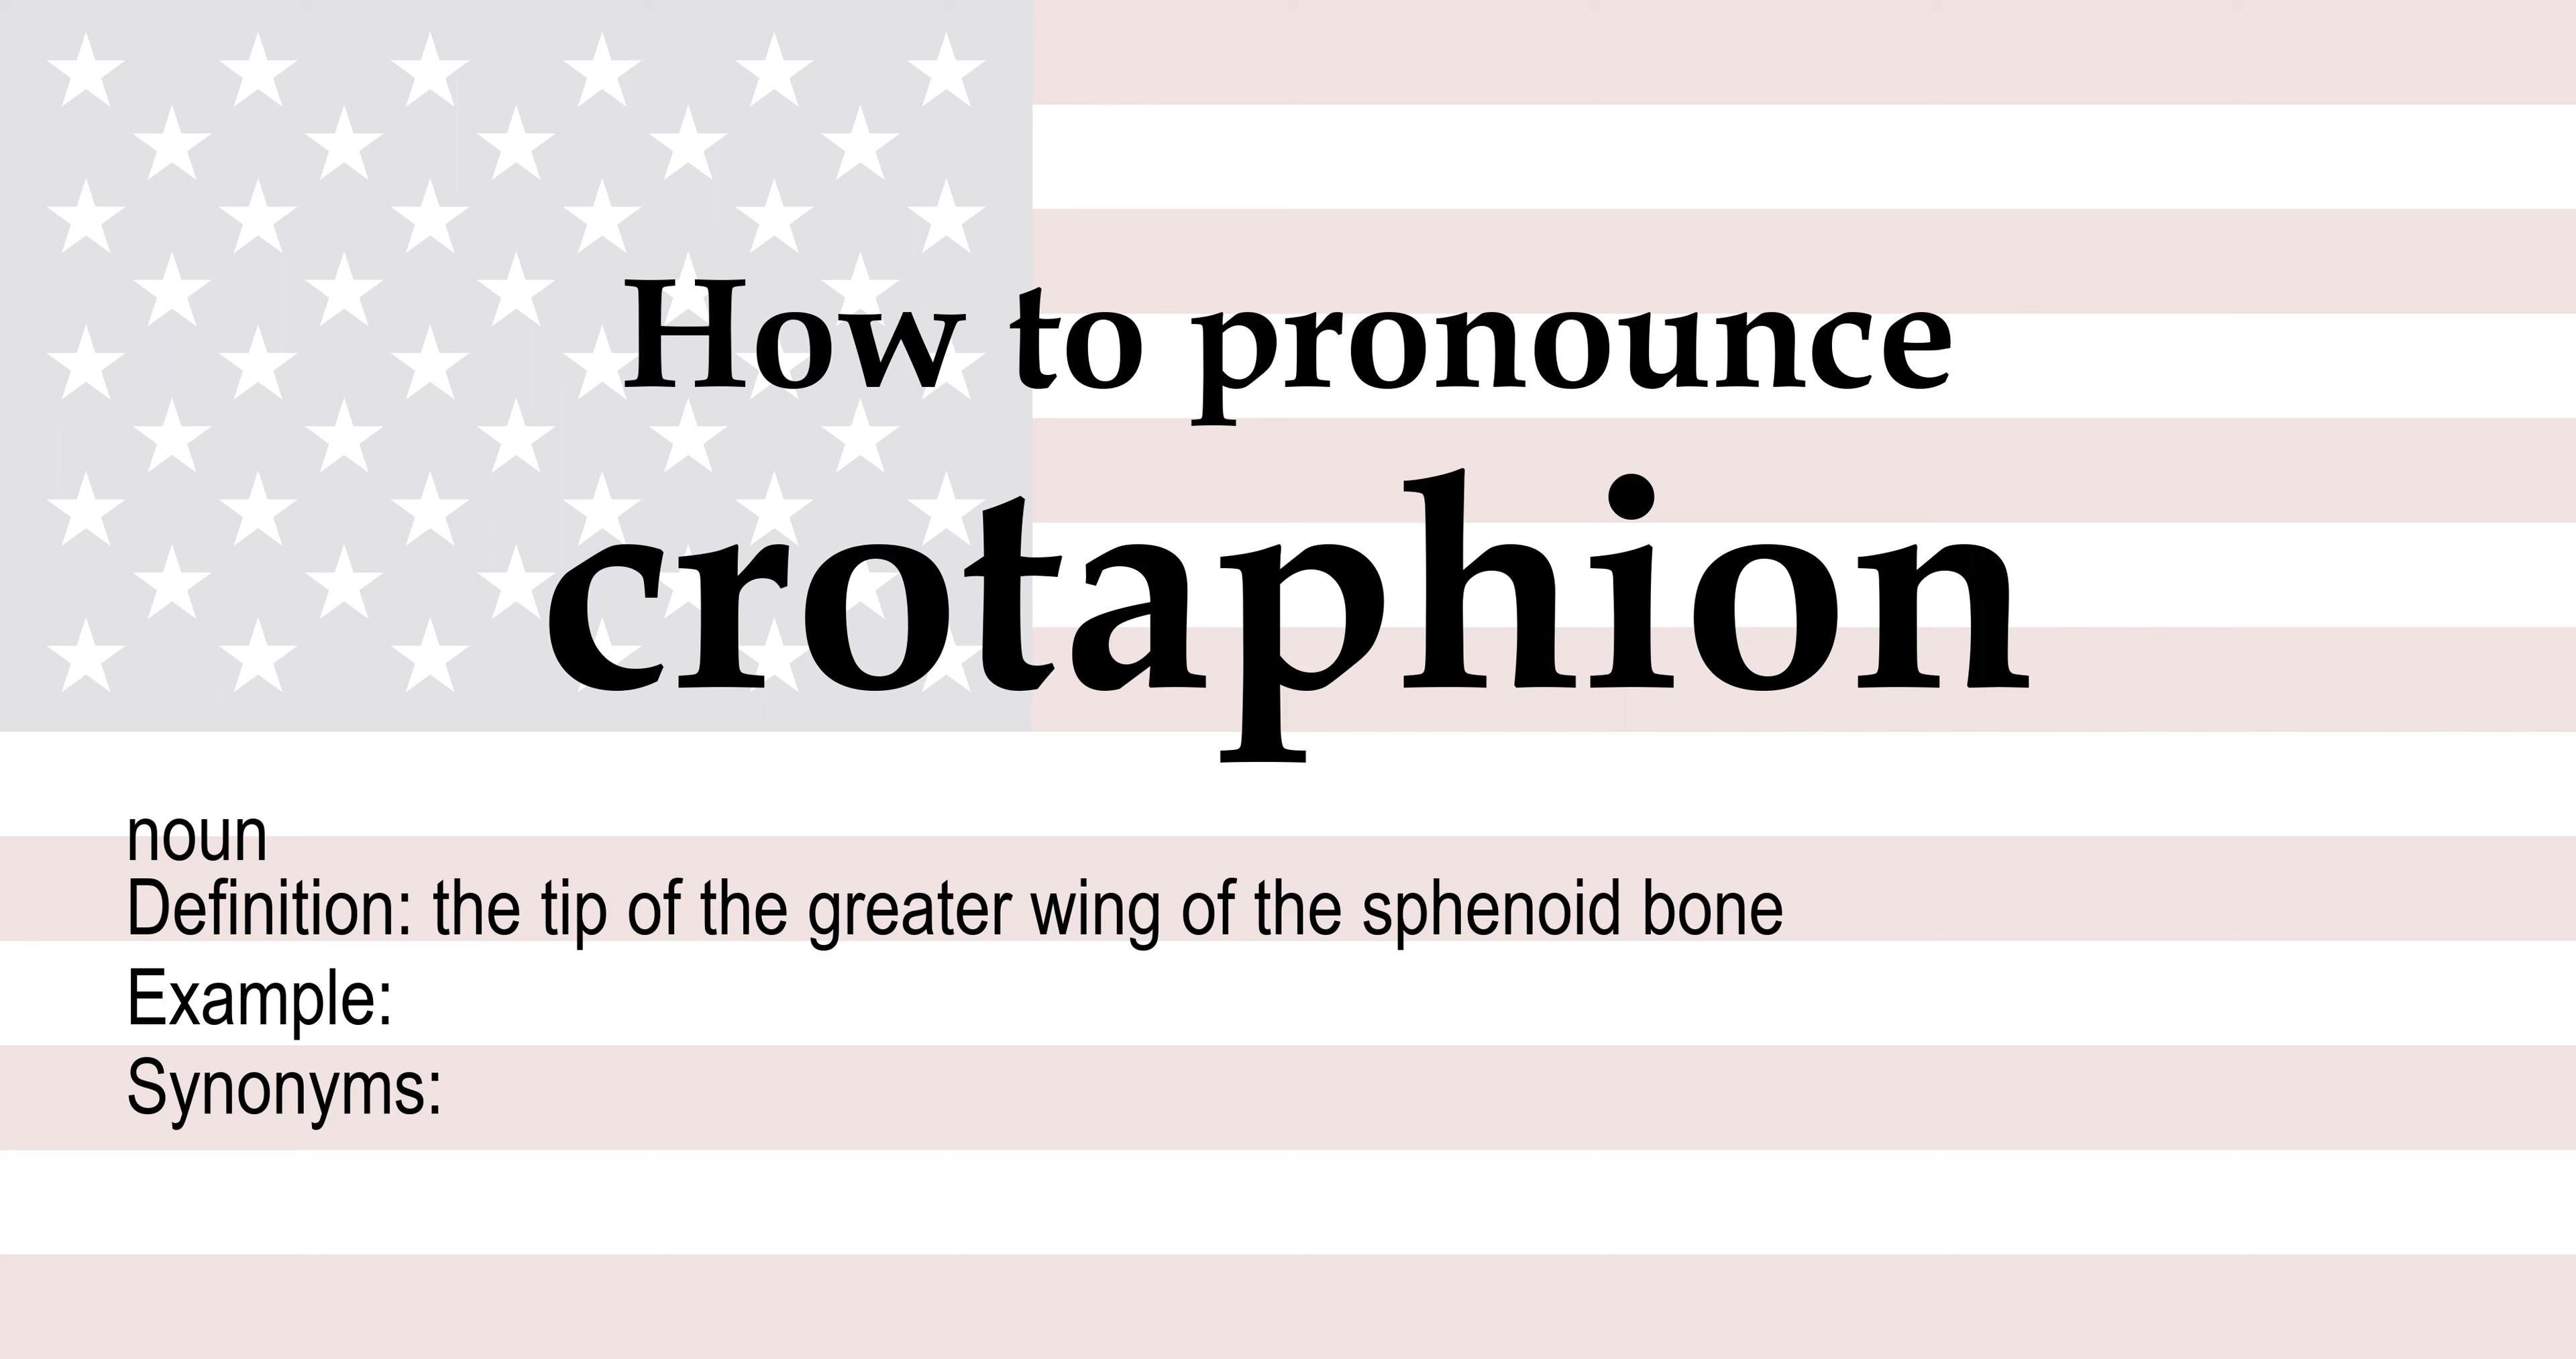 How to pronounce
crotaphion
noun
Definition: the tip of the greater wing of the sphenoid bone
Example:
Synonyms: